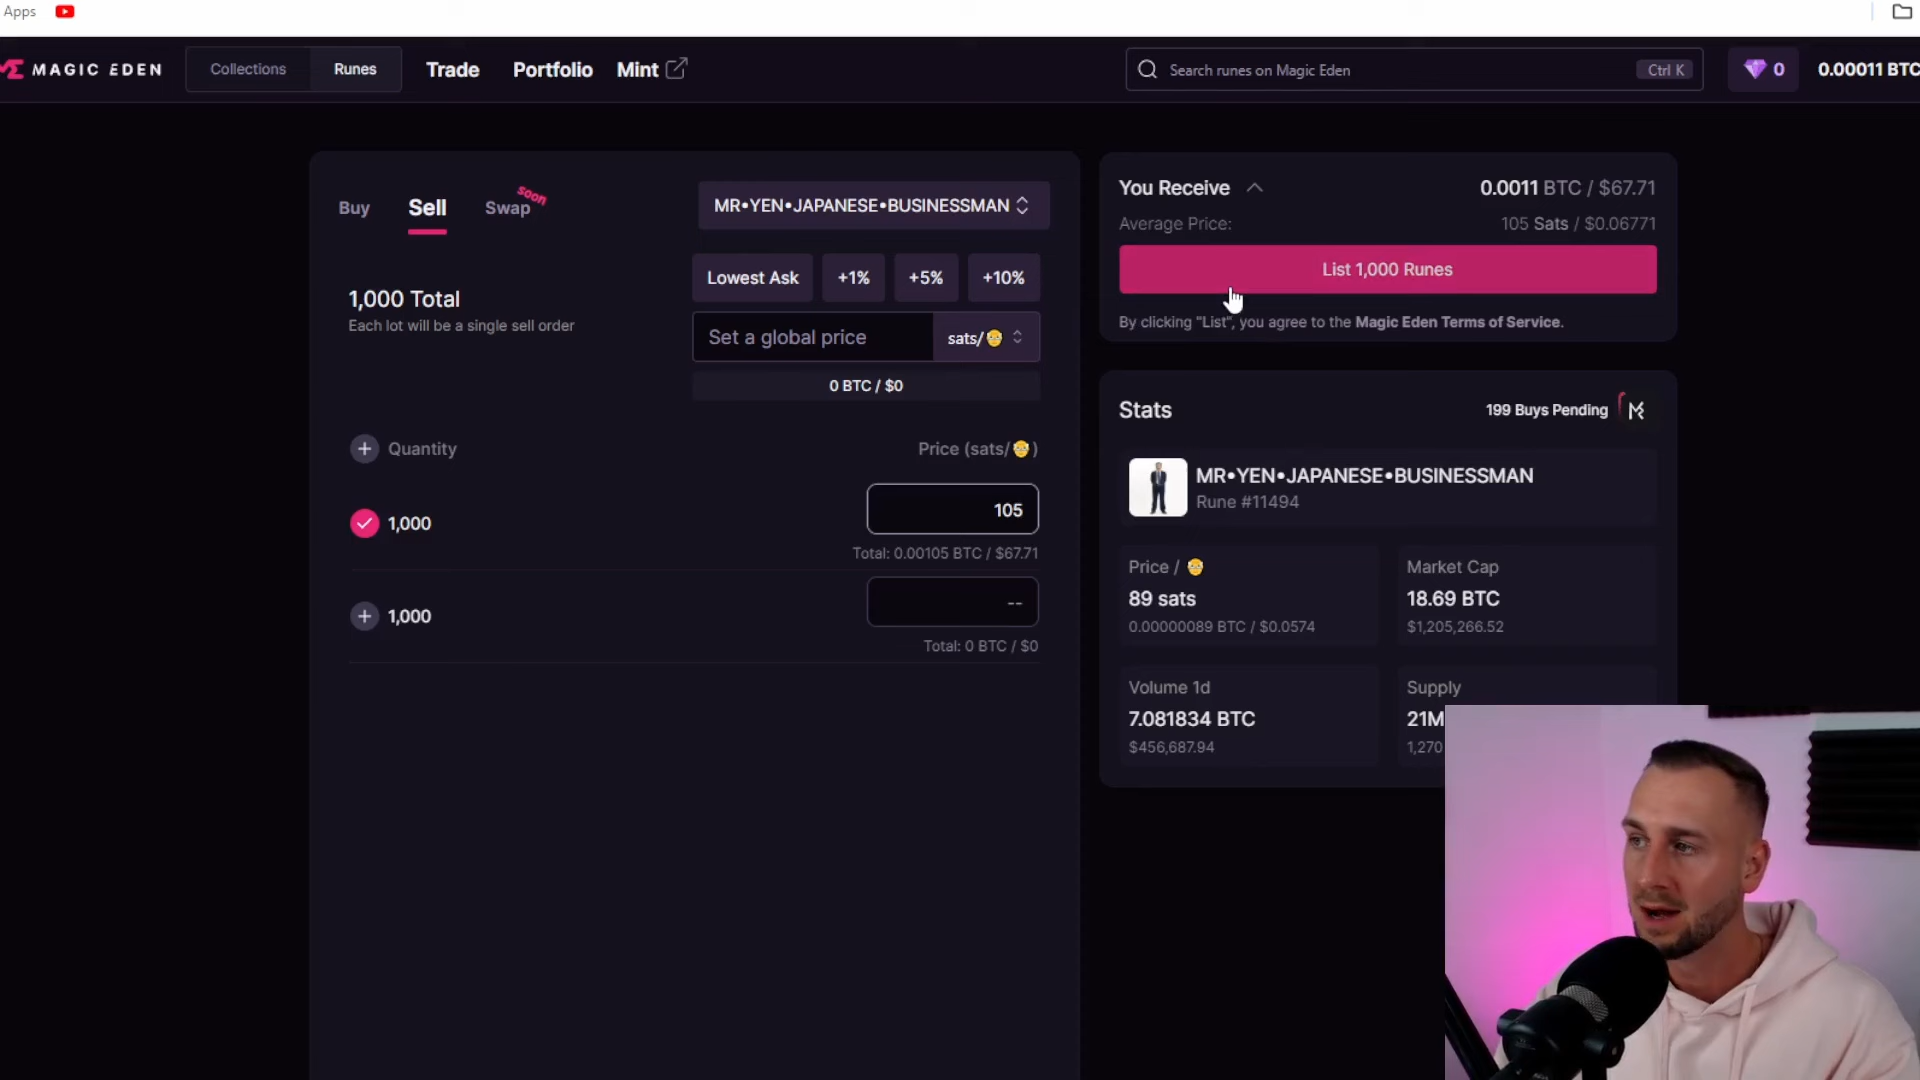 Apps
MAGIC EDEN
Collections
Runes
Trade
Portfolio
Mint
Search runes on Magic Eden
Ctrl K
0
0.00011 BTC
Buy
Sell
Swap
soon
MR•YEN•JAPANESE•BUSINESSMAN
1,000 Total
Each lot will be a single sell order
Lowest Ask
+1%
+5%
+10%
Set a global price
sats/🥸
0 BTC / $0
Quantity
Price (sats/🥸)
1,000
105
Total: 0.00105 BTC / $67.71
1,000
--
Total: 0 BTC / $0
You Receive
0.0011 BTC / $67.71
Average Price:
105 Sats / $0.06771
List 1,000 Runes
By clicking "List", you agree to the Magic Eden Terms of Service.
Stats
199 Buys Pending
MR•YEN•JAPANESE•BUSINESSMAN
Rune #11494
Price / 🥸
89 sats
0.00000089 BTC / $0.0574
Market Cap
18.69 BTC
$1,205,266.52
Volume 1d
7.081834 BTC
$456,687.94
Supply
21M
1,270